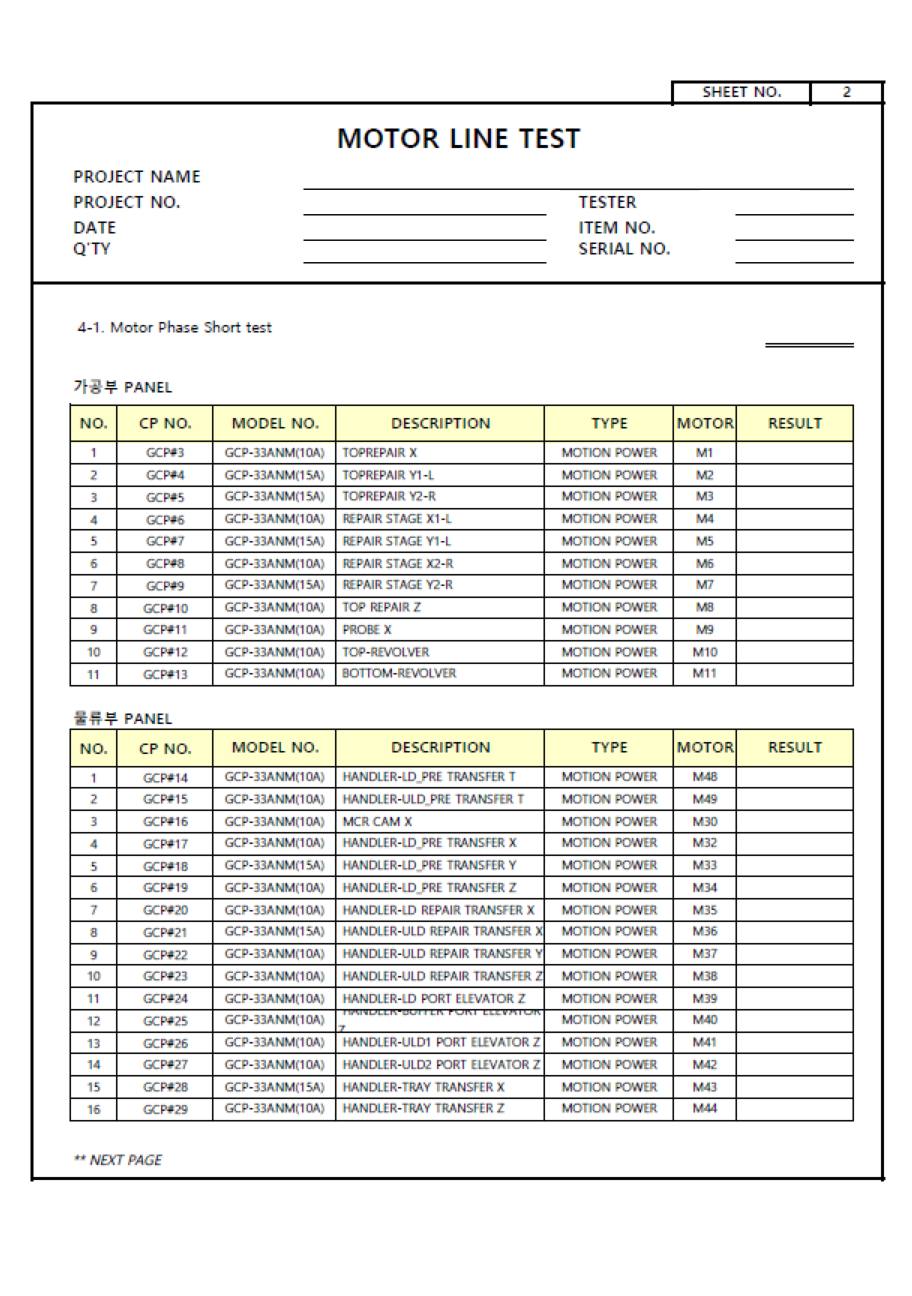 SHEET NO. 2
MOTOR LINE TEST
PROJECT NAME
PROJECT NO. TESTER
DATE ITEM NO.
Q'TY SERIAL NO.
4-1. Motor Phase Short test
가공부 PANEL
NO. CP NO. MODEL NO. DESCRIPTION TYPE MOTOR RESULT
1 GCP#3 GCP-33ANM(10A) TOPREPAIR X MOTION POWER M1
2 GCP#4 GCP-33ANM(15A) TOPREPAIR Y1-L MOTION POWER M2
3 GCP#5 GCP-33ANM(15A) TOPREPAIR Y2-R MOTION POWER M3
4 GCP#6 GCP-33ANM(10A) REPAIR STAGE X1-L MOTION POWER M4
5 GCP#7 GCP-33ANM(15A) REPAIR STAGE Y1-L MOTION POWER M5
6 GCP#8 GCP-33ANM(10A) REPAIR STAGE X2-R MOTION POWER M6
7 GCP#9 GCP-33ANM(15A) REPAIR STAGE Y2-R MOTION POWER M7
8 GCP#10 GCP-33ANM(10A) TOP REPAIR Z MOTION POWER M8
9 GCP#11 GCP-33ANM(10A) PROBE X MOTION POWER M9
10 GCP#12 GCP-33ANM(10A) TOP-REVOLVER MOTION POWER M10
11 GCP#13 GCP-33ANM(10A) BOTTOM-REVOLVER MOTION POWER M11
물류부 PANEL
NO. CP NO. MODEL NO. DESCRIPTION TYPE MOTOR RESULT
1 GCP#14 GCP-33ANM(10A) HANDLER-LD_PRE TRANSFER T MOTION POWER M48
2 GCP#15 GCP-33ANM(10A) HANDLER-ULD_PRE TRANSFER T MOTION POWER M49
3 GCP#16 GCP-33ANM(10A) MCR CAM X MOTION POWER M30
4 GCP#17 GCP-33ANM(10A) HANDLER-LD_PRE TRANSFER X MOTION POWER M32
5 GCP#18 GCP-33ANM(15A) HANDLER-LD_PRE TRANSFER Y MOTION POWER M33
6 GCP#19 GCP-33ANM(10A) HANDLER-LD_PRE TRANSFER Z MOTION POWER M34
7 GCP#20 GCP-33ANM(10A) HANDLER-LD REPAIR TRANSFER X MOTION POWER M35
8 GCP#21 GCP-33ANM(15A) HANDLER-ULD REPAIR TRANSFER X MOTION POWER M36
9 GCP#22 GCP-33ANM(10A) HANDLER-ULD REPAIR TRANSFER Y MOTION POWER M37
10 GCP#23 GCP-33ANM(10A) HANDLER-ULD REPAIR TRANSFER Z MOTION POWER M38
11 GCP#24 GCP-33ANM(10A) HANDLER-LD PORT ELEVATOR Z MOTION POWER M39
12 GCP#25 GCP-33ANM(10A) HANDLER-BUFFER PORT ELEVATOR Z MOTION POWER M40
13 GCP#26 GCP-33ANM(10A) HANDLER-ULD1 PORT ELEVATOR Z MOTION POWER M41
14 GCP#27 GCP-33ANM(10A) HANDLER-ULD2 PORT ELEVATOR Z MOTION POWER M42
15 GCP#28 GCP-33ANM(15A) HANDLER-TRAY TRANSFER X MOTION POWER M43
16 GCP#29 GCP-33ANM(10A) HANDLER-TRAY TRANSFER Z MOTION POWER M44
** NEXT PAGE